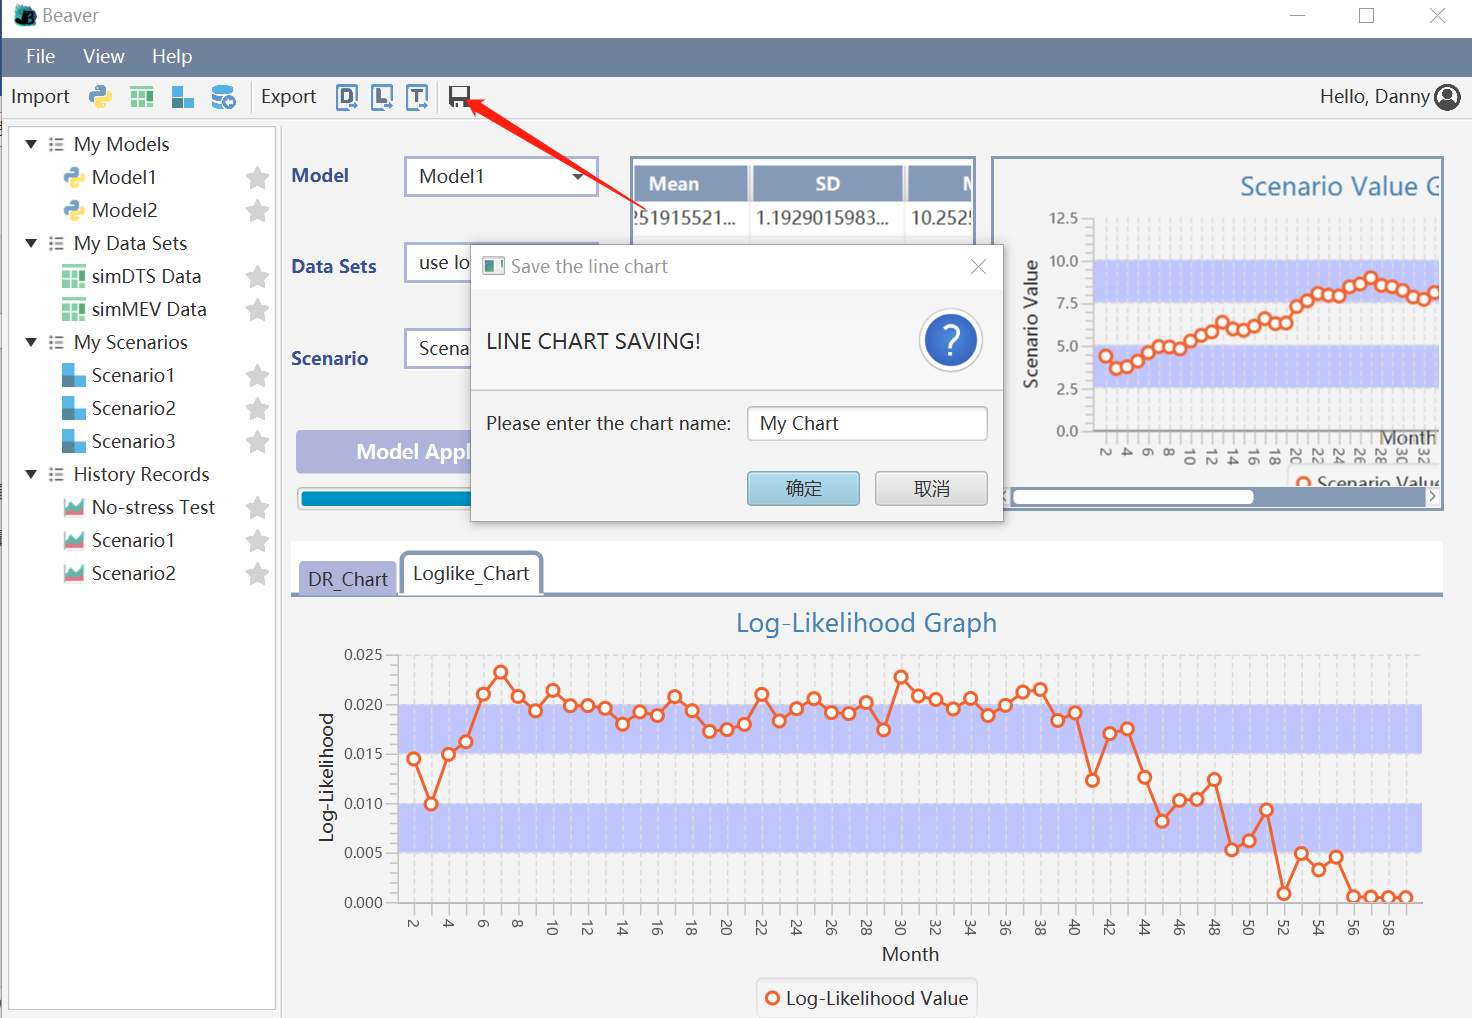 Beaver
File View Help
Import Export D L T Hello, Danny
My Models
Model1
Model2
My Data Sets
simDTS Data
simMEV Data
My Scenarios
Scenario1
Scenario2
Scenario3
History Records
No-stress Test
Scenario1
Scenario2
Model Model1
Data Sets use lo
Scenario Scena
Model Appl
Mean SD
251915521... 1.1929015983... 10.252
Scenario Value G
Scenario Value
12.5
10.0
7.5
5.0
2.5
0.0
2 4 6 8 10 12 14 16 18 20 22 24 26 28 30 32
Month
Scenario Value
Save the line chart
LINE CHART SAVING!
?
Please enter the chart name: My Chart
确定 取消
DR_Chart Loglike_Chart
Log-Likelihood Graph
Log-Likelihood
0.025
0.020
0.015
0.010
0.005
0.000
2 4 6 8 10 12 14 16 18 20 22 24 26 28 30 32 34 36 38 40 42 44 46 48 50 52 54 56 58
Month
Log-Likelihood Value